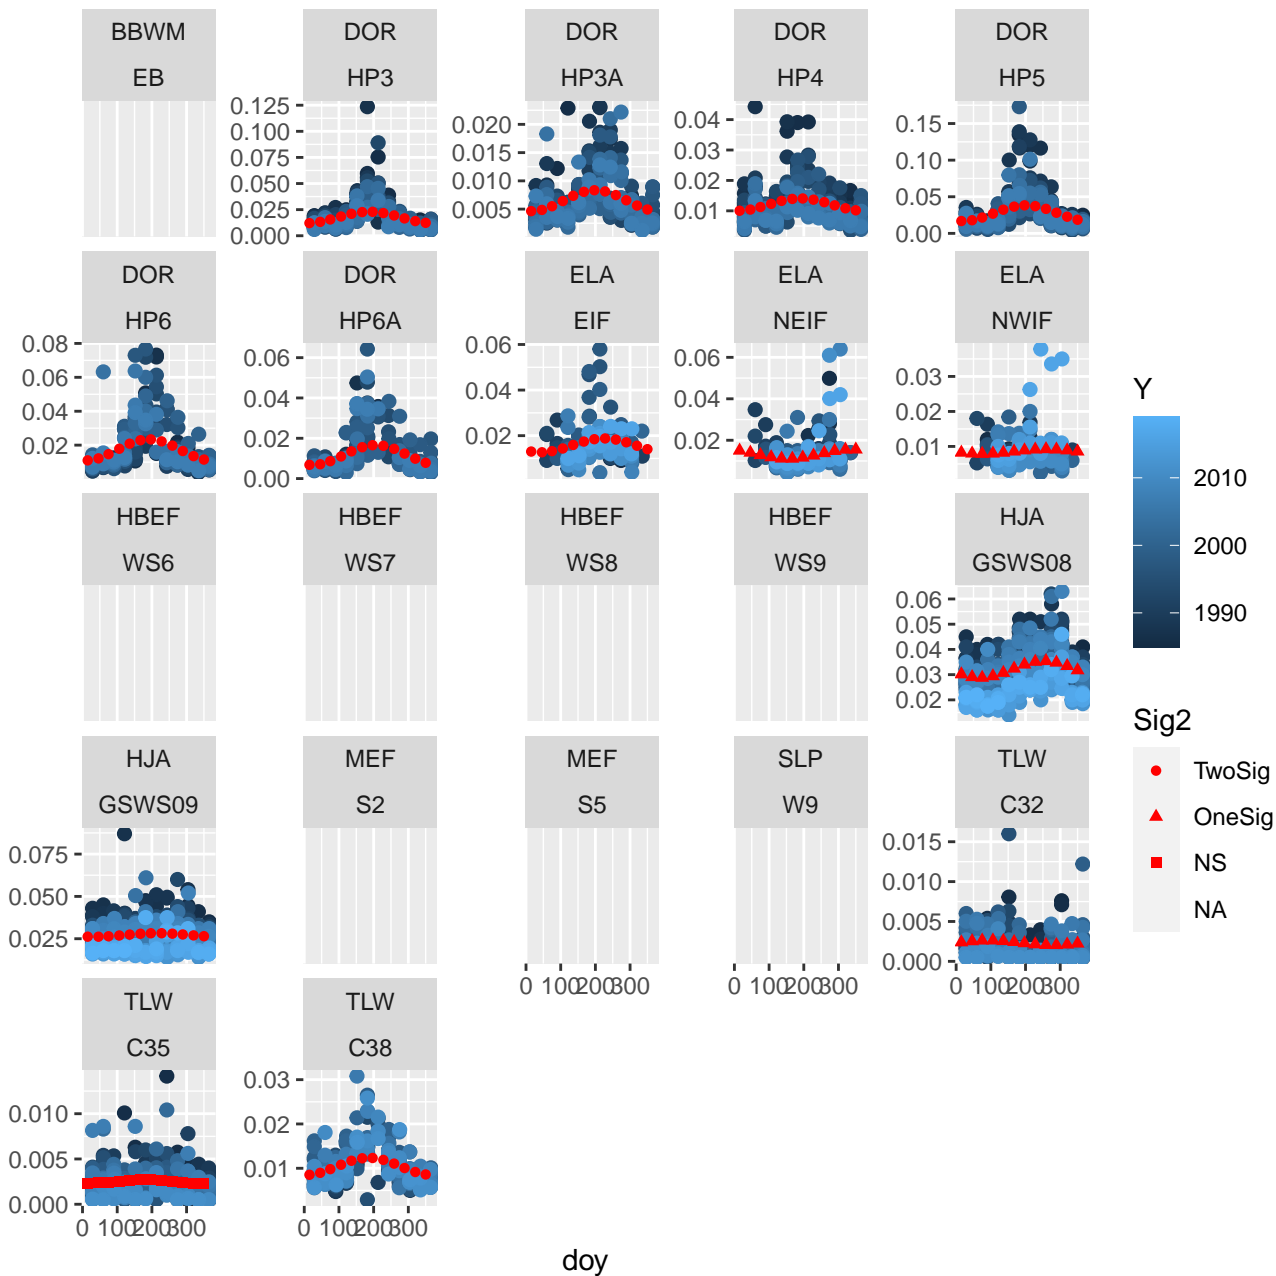 BBWM DOR DOR DOR DOR
EB HP3 HP3A HP4 HP5
0.125
0.100
0.075
0.050
0.025
0.000
0.020
0.015
0.010
0.005
0.04
0.03
0.02
0.01
0.15
0.10
0.05
0.00
DOR DOR ELA ELA ELA
HP6 HP6A EIF NEIF NWIF
0.08
0.06
0.04
0.02
0.06
0.04
0.02
0.00
0.06
0.04
0.02
0.06
0.04
0.02
0.03
0.02
0.01
HBEF HBEF HBEF HBEF HJA
WS6 WS7 WS8 WS9 GSWS08
0.06
0.05
0.04
0.03
0.02
HJA MEF MEF SLP TLW
GSWS09 S2 S5 W9 C32
0.075
0.050
0.025
0.015
0.010
0.005
0.000
0 100 200 300
0 100 200 300
0 100 200 300
TLW TLW
C35 C38
0.010
0.005
0.000
0.03
0.02
0.01
0 100 200 300
0 100 200 300
doy
Y
2010
2000
1990
Sig2
TwoSig
OneSig
NS
NA